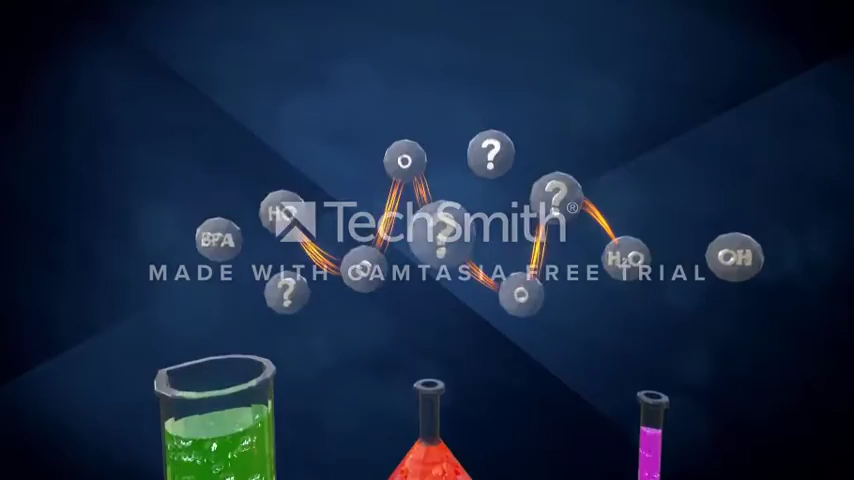 O
?
?
HO
TechSmith®
?
BPA
H₂O
OH
O
MADE WITH CAMTASIA FREE TRIAL
?
O